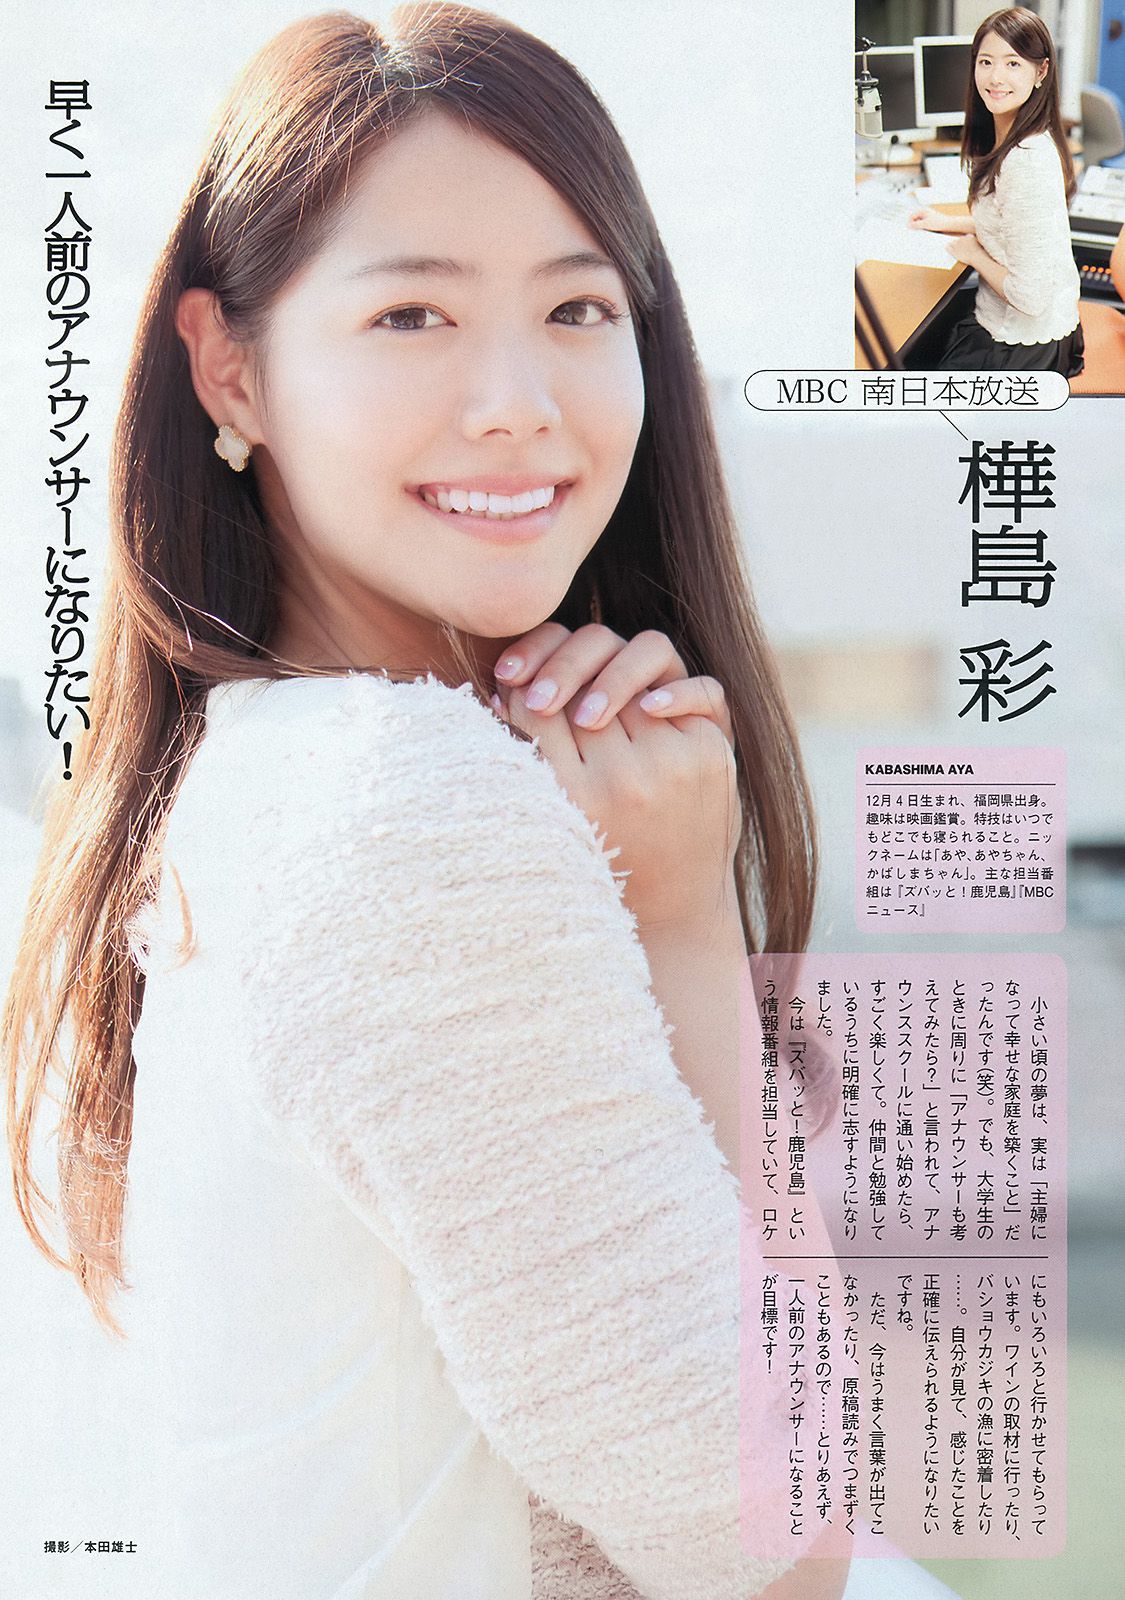 早く一人前のアナウンサーになりたい！
MBC 南日本放送
樺島 彩
KABASHIMA AYA
12月4日生まれ、福岡県出身。
趣味は映画鑑賞。特技はいつで
もどこでも寝られること。ニッ
クネームは「あや、あやちゃん、
かばしまちゃん」。主な担当番
組は『ズバッと！鹿児島』『MBC
ニュース』
小さい頃の夢は、実は「主婦に
なって幸せな家庭を築くこと」だ
ったんです(笑)。でも、大学生の
ときに周りに「アナウンサーも考
えてみたら？」と言われて、アナ
ウンススクールに通い始めたら、
すごく楽しくて。仲間と勉強して
いるうちに明確に志すようになり
ました。
今は『ズバッと！鹿児島』とい
う情報番組を担当していて、ロケ
にもいろいろと行かせてもらって
います。ワインの取材に行ったり、
バショウカジキの漁に密着したり
……。自分が見て、感じたことを
正確に伝えられるようになりたい
ですね。
ただ、今はうまく言葉が出てこ
なかったり、原稿読みでつまずく
こともあるので……とりあえず、
一人前のアナウンサーになること
が目標です！
撮影／本田雄士